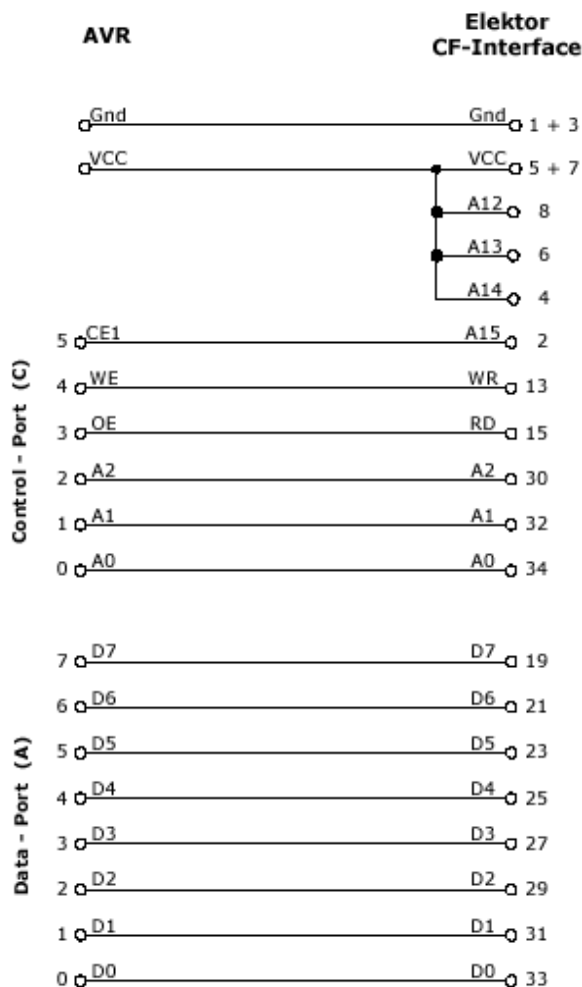 AVR
Elektor
CF-Interface
Gnd Gnd 1 + 3
VCC VCC 5 + 7
A12 8
A13 6
A14 4
Control - Port (C)
5 CE1 A15 2
4 WE WR 13
3 OE RD 15
2 A2 A2 30
1 A1 A1 32
0 A0 A0 34
Data - Port (A)
7 D7 D7 19
6 D6 D6 21
5 D5 D5 23
4 D4 D4 25
3 D3 D3 27
2 D2 D2 29
1 D1 D1 31
0 D0 D0 33